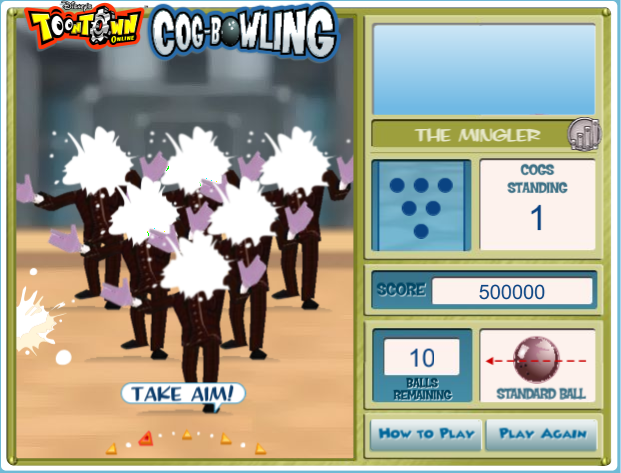 Disney's
TOONTOWN
ONLINE
COG-BOWLING
THE MINGLER
COGS
STANDING
1
SCORE
500000
10
BALLS
REMAINING
STANDARD BALL
TAKE AIM!
HOW TO PLAY
PLAY AGAIN